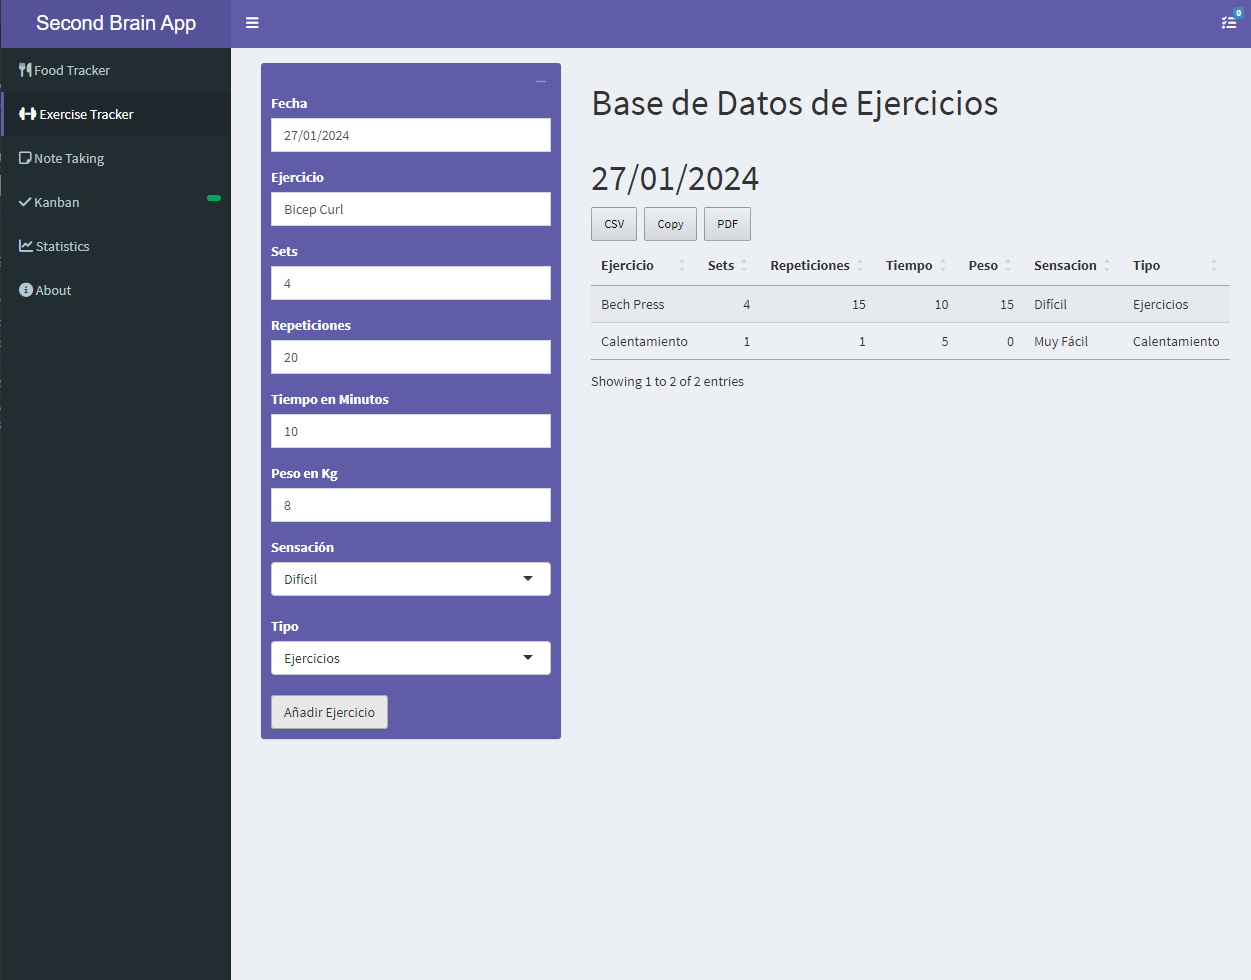 Second Brain App
0
Food Tracker
Exercise Tracker
Note Taking
Kanban
Statistics
About
Fecha
27/01/2024
Ejercicio
Bicep Curl
Sets
4
Repeticiones
20
Tiempo en Minutos
10
Peso en Kg
8
Sensación
Difícil
Tipo
Ejercicios
Añadir Ejercicio
Base de Datos de Ejercicios
27/01/2024
CSV Copy PDF
Ejercicio Sets Repeticiones Tiempo Peso Sensacion Tipo
Bech Press 4 15 10 15 Difícil Ejercicios
Calentamiento 1 1 5 0 Muy Fácil Calentamiento
Showing 1 to 2 of 2 entries